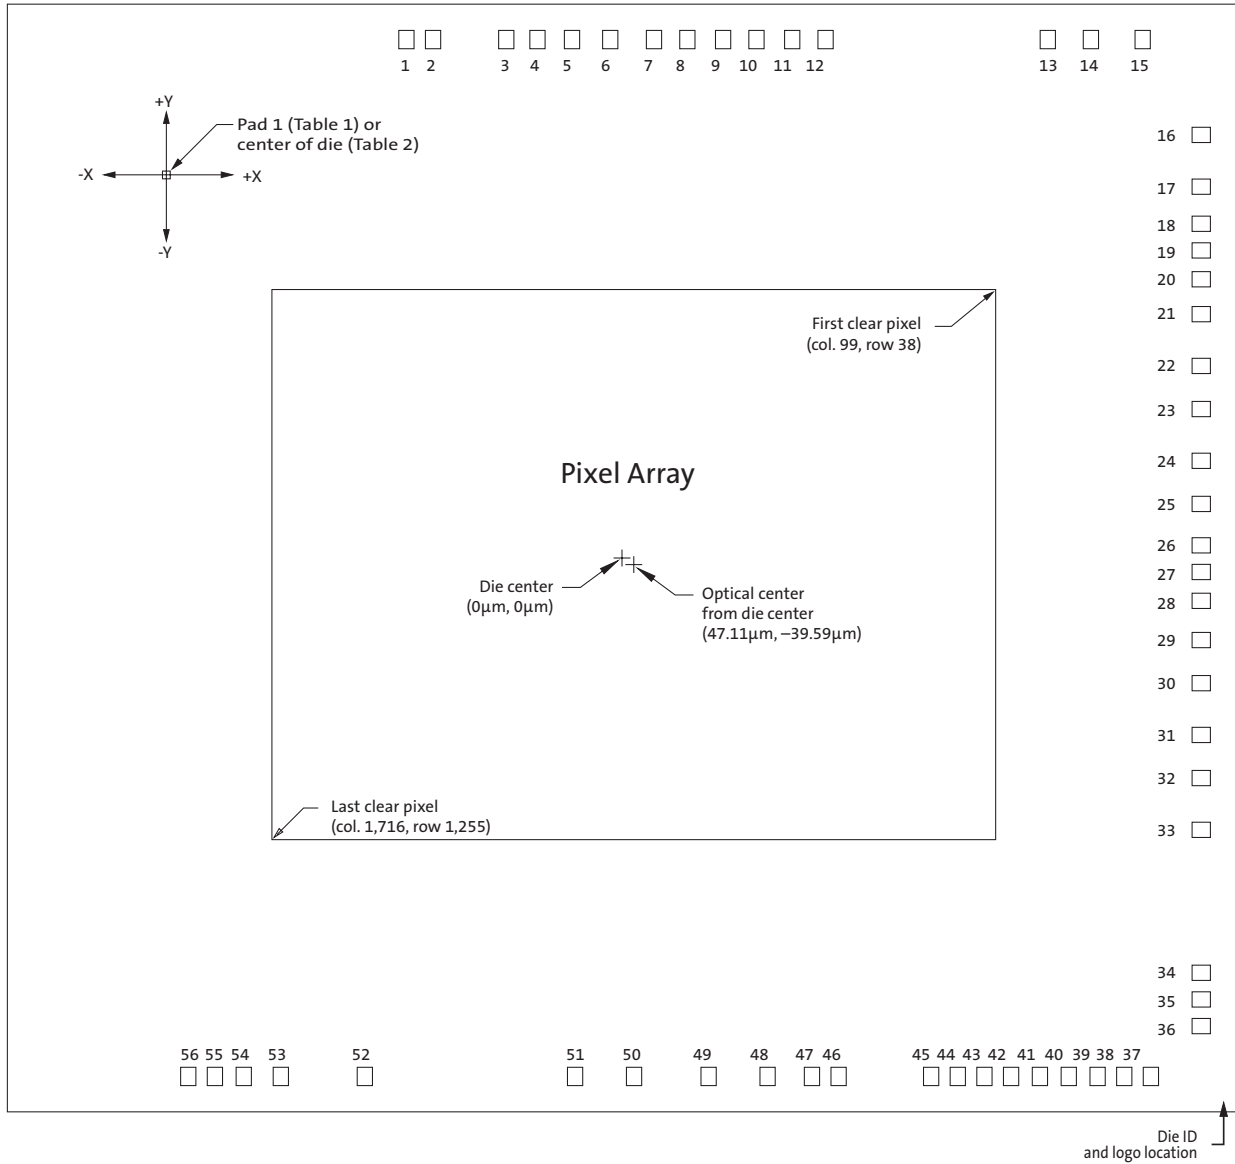 1 2 3 4 5 6 7 8 9 10 11 12 13 14 15
+Y
Pad 1 (Table 1) or
center of die (Table 2)
-X +X
-Y
16
17
18
19
20
21
22
23
24
25
26
27
28
29
30
31
32
33
34
35
36
First clear pixel
(col. 99, row 38)
Pixel Array
Die center
(0µm, 0µm)
Optical center
from die center
(47.11µm, –39.59µm)
Last clear pixel
(col. 1,716, row 1,255)
56 55 54 53 52 51 50 49 48 47 46 45 44 43 42 41 40 39 38 37
Die ID
and logo location